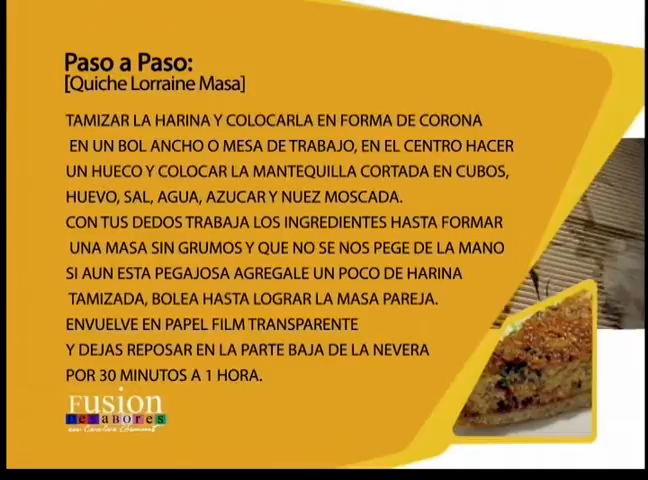 Paso a Paso:
[Quiche Lorraine Masa]
TAMIZAR LA HARINA Y COLOCARLA EN FORMA DE CORONA
EN UN BOL ANCHO O MESA DE TRABAJO, EN EL CENTRO HACER
UN HUECO Y COLOCAR LA MANTEQUILLA CORTADA EN CUBOS,
HUEVO, SAL, AGUA, AZUCAR Y NUEZ MOSCADA.
CON TUS DEDOS TRABAJA LOS INGREDIENTES HASTA FORMAR
UNA MASA SIN GRUMOS Y QUE NO SE NOS PEGE DE LA MANO
SI AUN ESTA PEGAJOSA AGREGALE UN POCO DE HARINA
TAMIZADA, BOLEA HASTA LOGRAR LA MASA PAREJA.
ENVUELVE EN PAPEL FILM TRANSPARENTE
Y DEJAS REPOSAR EN LA PARTE BAJA DE LA NEVERA
POR 30 MINUTOS A 1 HORA.
FUSION
DESABORES